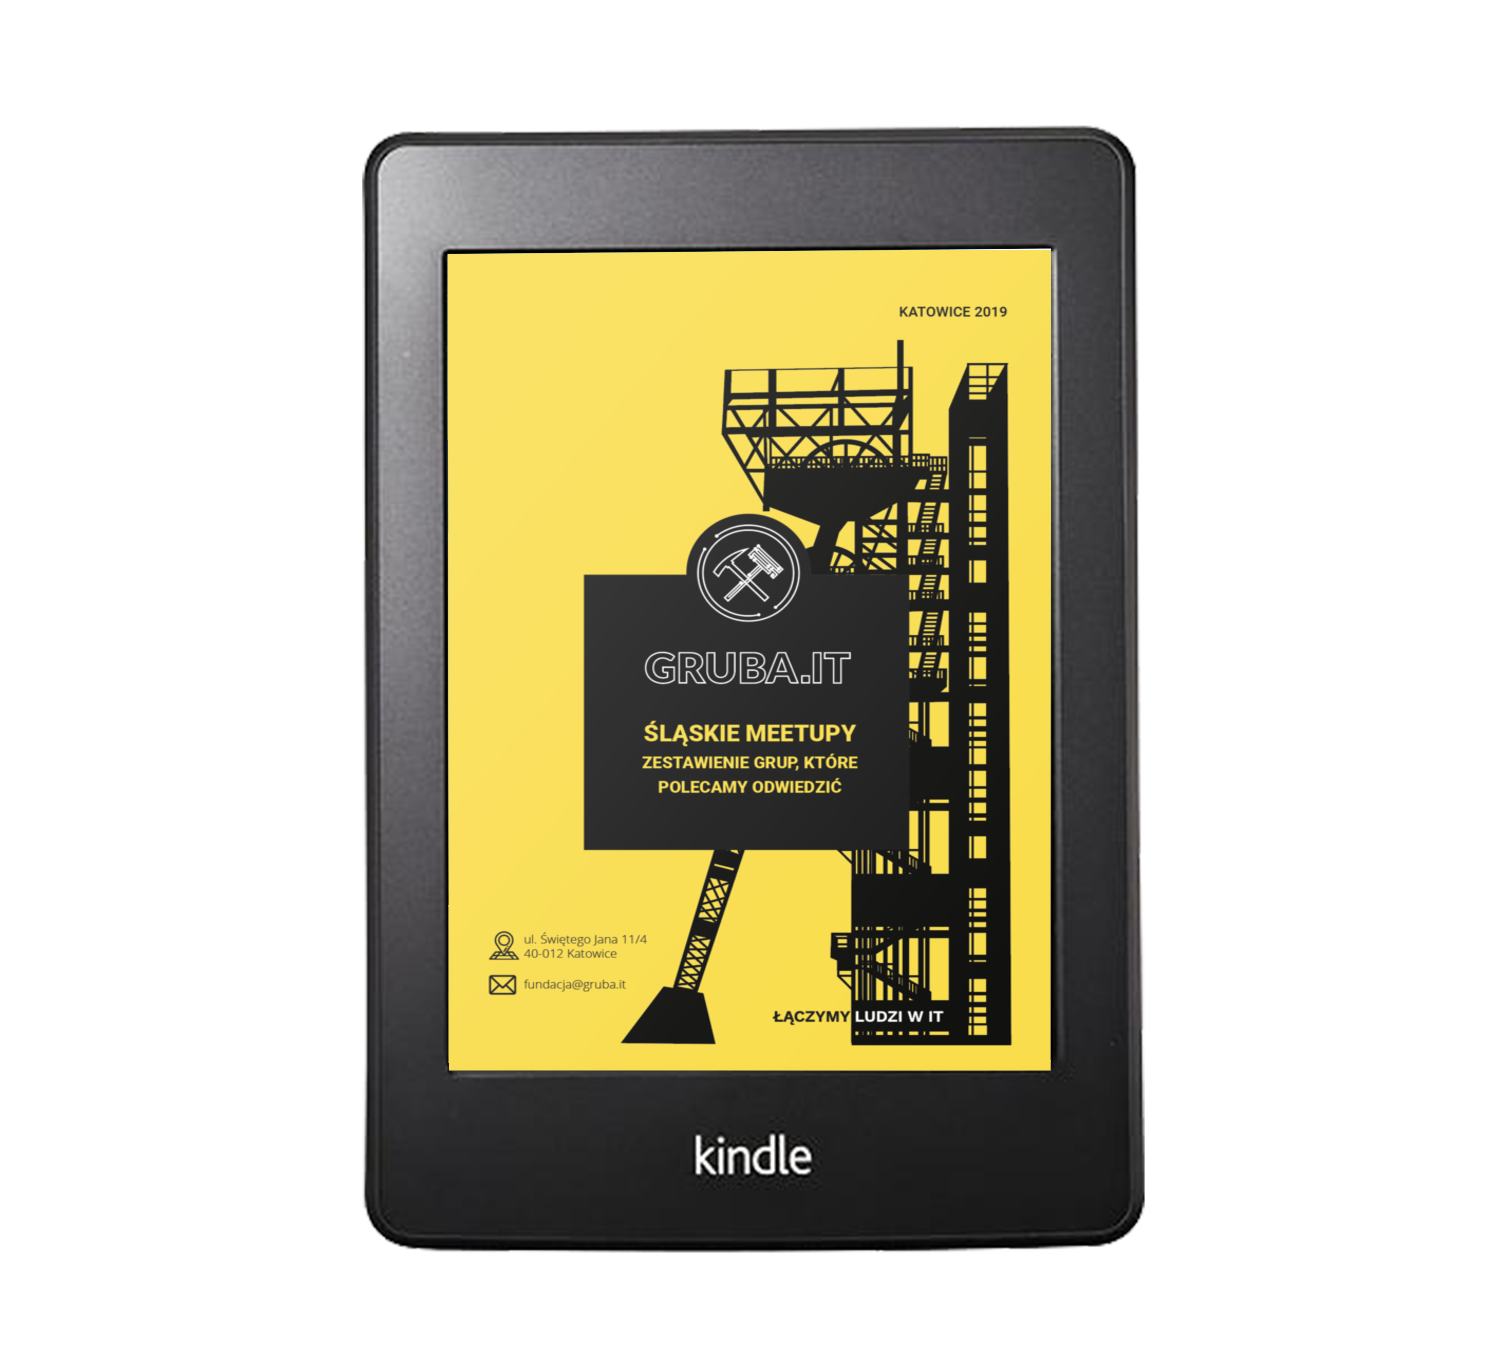 KATOWICE 2019
GRUBA.IT
ŚLĄSKIE MEETUPY
ZESTAWIENIE GRUP, KTÓRE
POLECAMY ODWIEDZIĆ
ul. Świętego Jana 11/4
40-012 Katowice
fundacja@gruba.it
ŁĄCZYMY LUDZI W IT
kindle